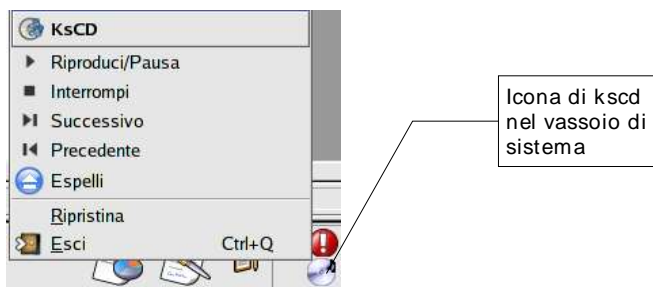 KsCD
Riproduci/Pausa
Interrompi
Successivo
Precedente
Espelli
Ripristina
Esci Ctrl+Q
Icona di kscd
nel vassoio di
sistema